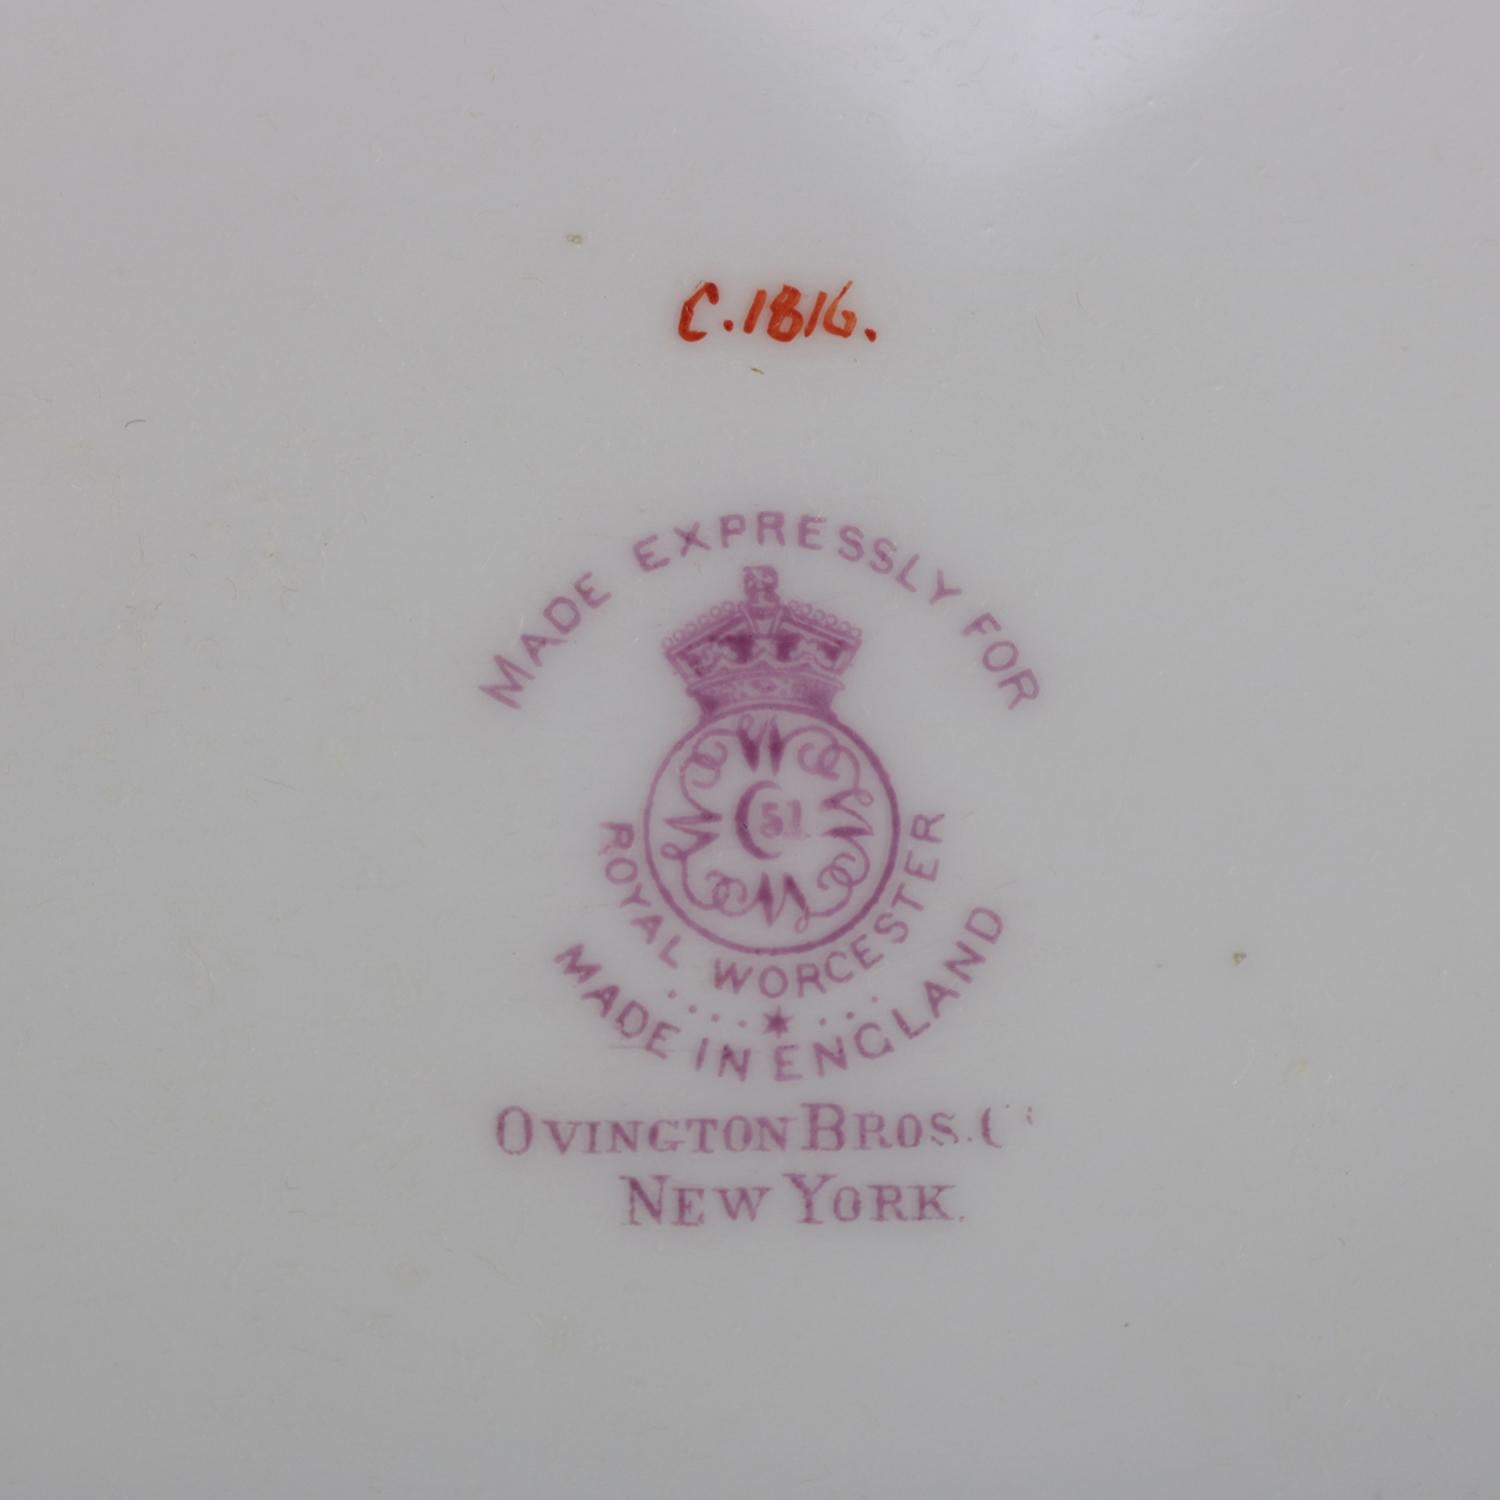 C.1816.
MADE EXPRESSLY FOR
51
ROYAL WORCESTER
MADE IN ENGLAND
OVINGTON BROS.
NEW YORK.